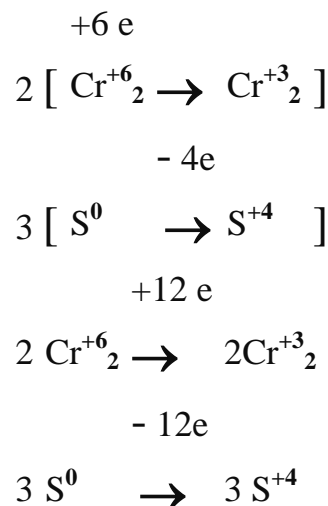 +6 e
2 [ Cr⁺⁶₂ → Cr⁺³₂ ]
- 4e
3 [ S⁰ → S⁺⁴ ]
+12 e
2 Cr⁺⁶₂ → 2Cr⁺³₂
- 12e
3 S⁰ → 3 S⁺⁴